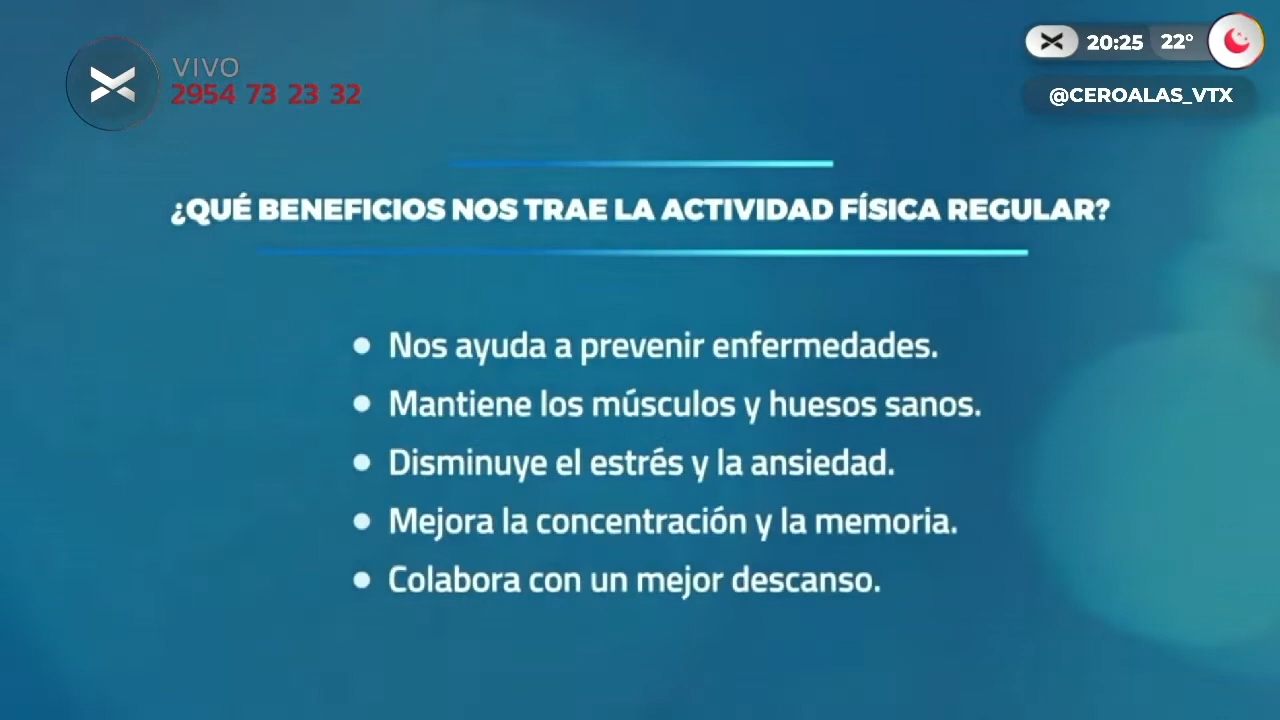 VIVO
2954 73 23 32
20:25 22°
@CEROALAS_VTX
¿QUÉ BENEFICIOS NOS TRAE LA ACTIVIDAD FÍSICA REGULAR?
• Nos ayuda a prevenir enfermedades.
• Mantiene los músculos y huesos sanos.
• Disminuye el estrés y la ansiedad.
• Mejora la concentración y la memoria.
• Colabora con un mejor descanso.